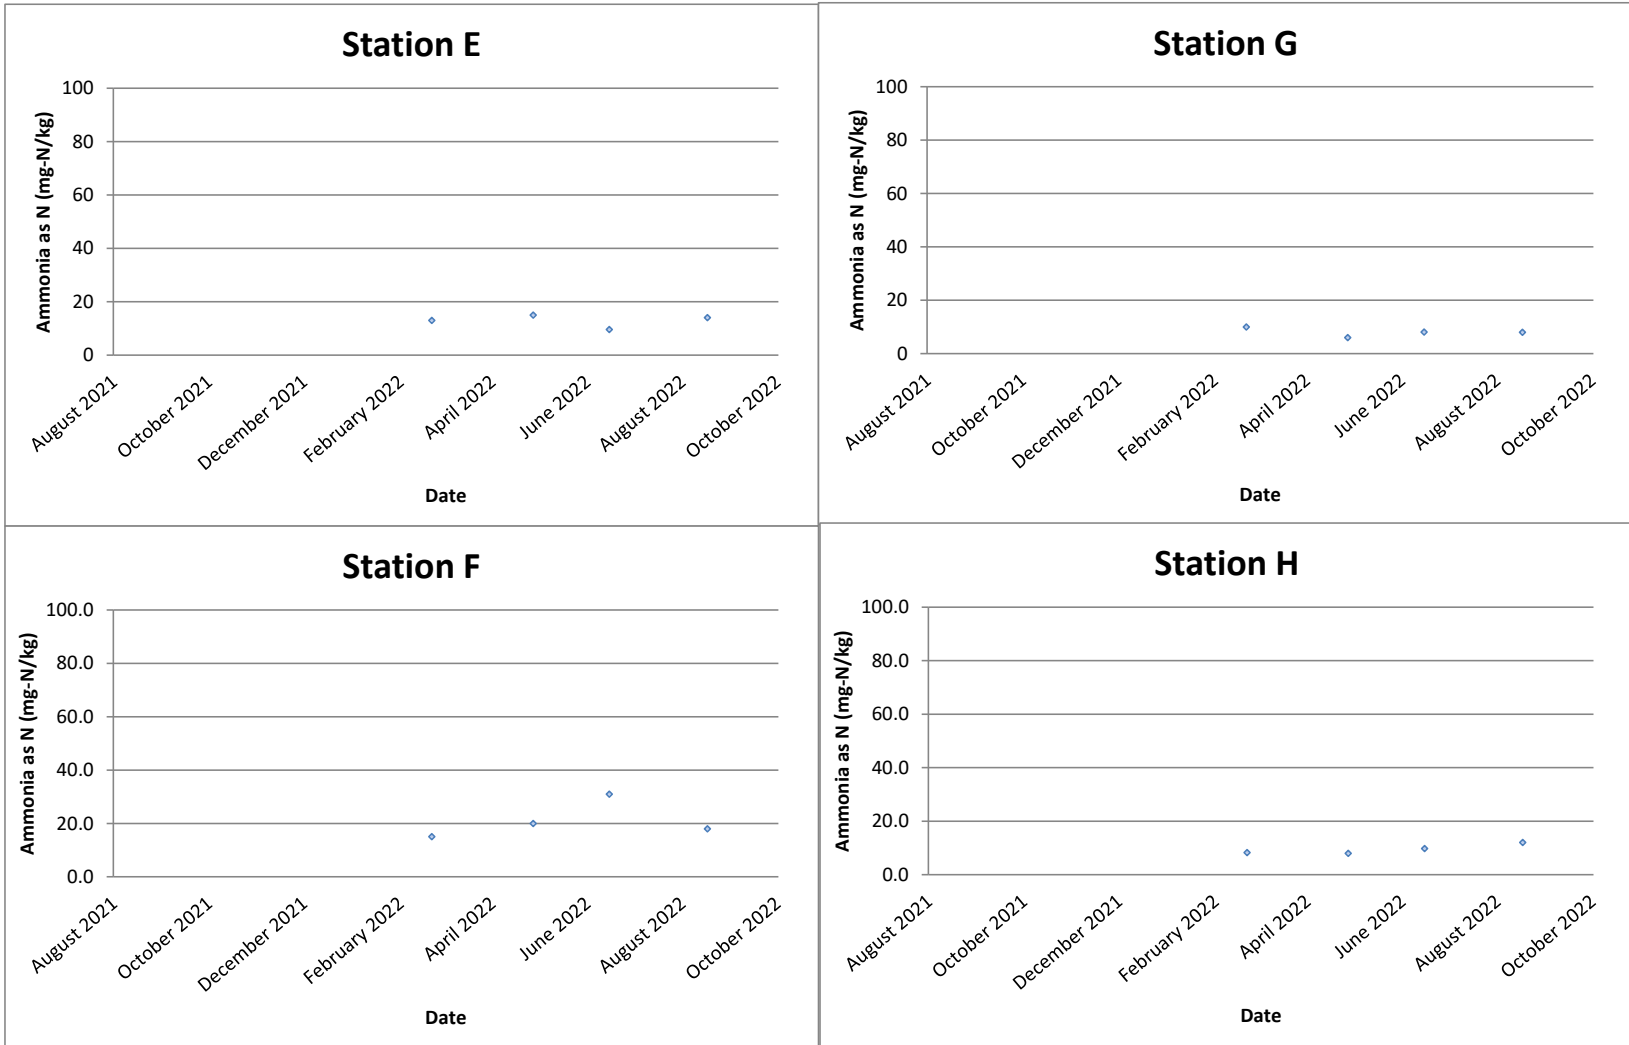 Station E
Ammonia as N (mg-N/kg)
100
80
60
40
20
0
August 2021
October 2021
December 2021
February 2022
April 2022
June 2022
August 2022
October 2022
Date
Station G
Ammonia as N (mg-N/kg)
100
80
60
40
20
0
August 2021
October 2021
December 2021
February 2022
April 2022
June 2022
August 2022
October 2022
Date
Station F
Ammonia as N (mg-N/kg)
100.0
80.0
60.0
40.0
20.0
0.0
August 2021
October 2021
December 2021
February 2022
April 2022
June 2022
August 2022
October 2022
Date
Station H
Ammonia as N (mg-N/kg)
100.0
80.0
60.0
40.0
20.0
0.0
August 2021
October 2021
December 2021
February 2022
April 2022
June 2022
August 2022
October 2022
Date